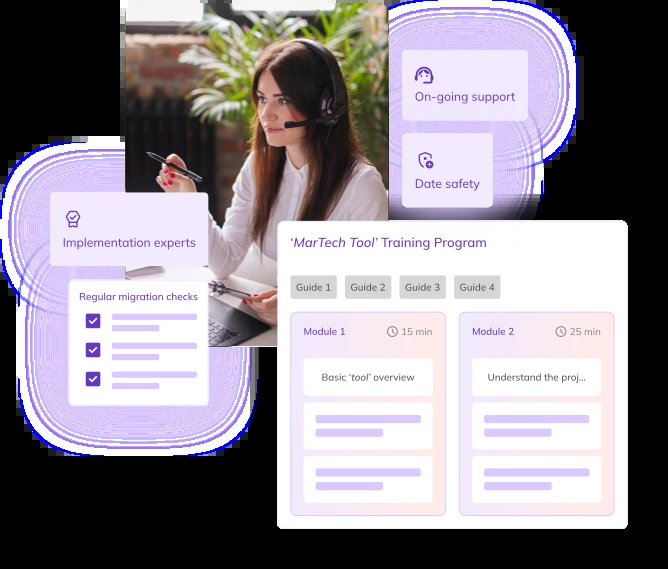 On-going support
Date safety
Implementation experts
Regular migration checks
‘MarTech Tool’ Training Program
Guide 1
Guide 2
Guide 3
Guide 4
Module 1
15 min
Basic ‘tool’ overview
Module 2
25 min
Understand the proj...